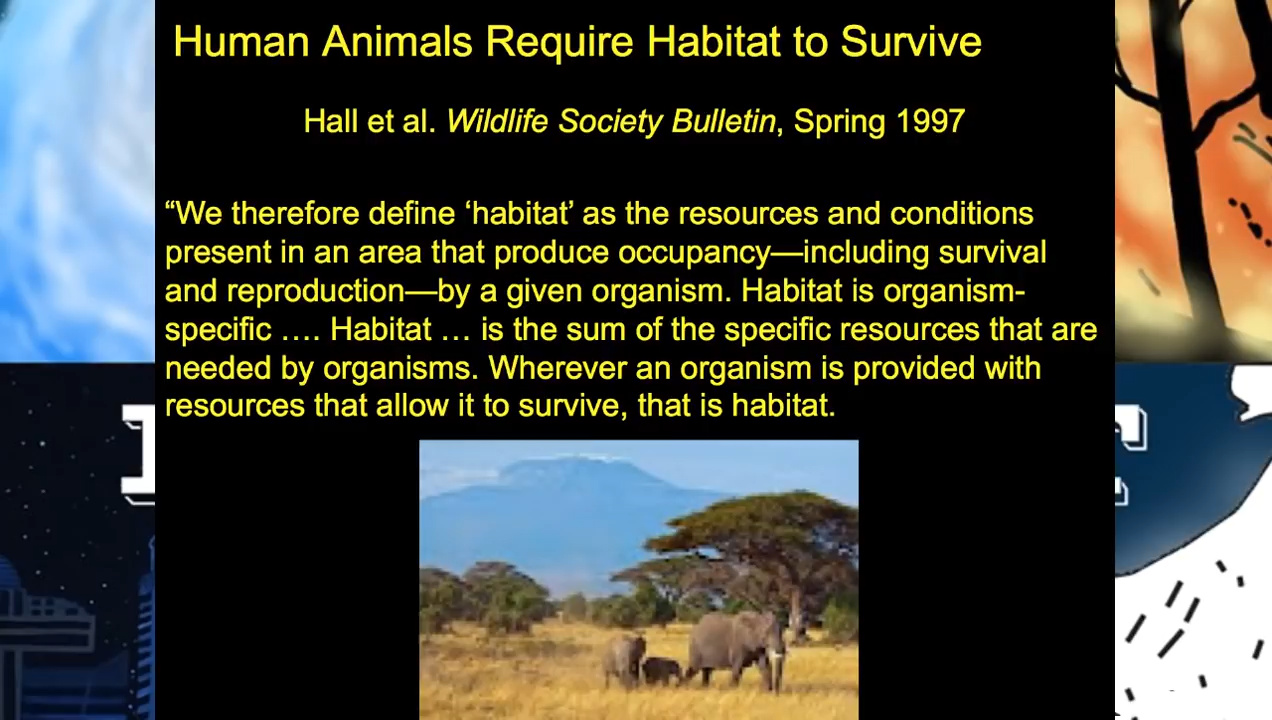 Human Animals Require Habitat to Survive
Hall et al. Wildlife Society Bulletin, Spring 1997
“We therefore define ‘habitat’ as the resources and conditions
present in an area that produce occupancy—including survival
and reproduction—by a given organism. Habitat is organism-
specific …. Habitat … is the sum of the specific resources that are
needed by organisms. Wherever an organism is provided with
resources that allow it to survive, that is habitat.